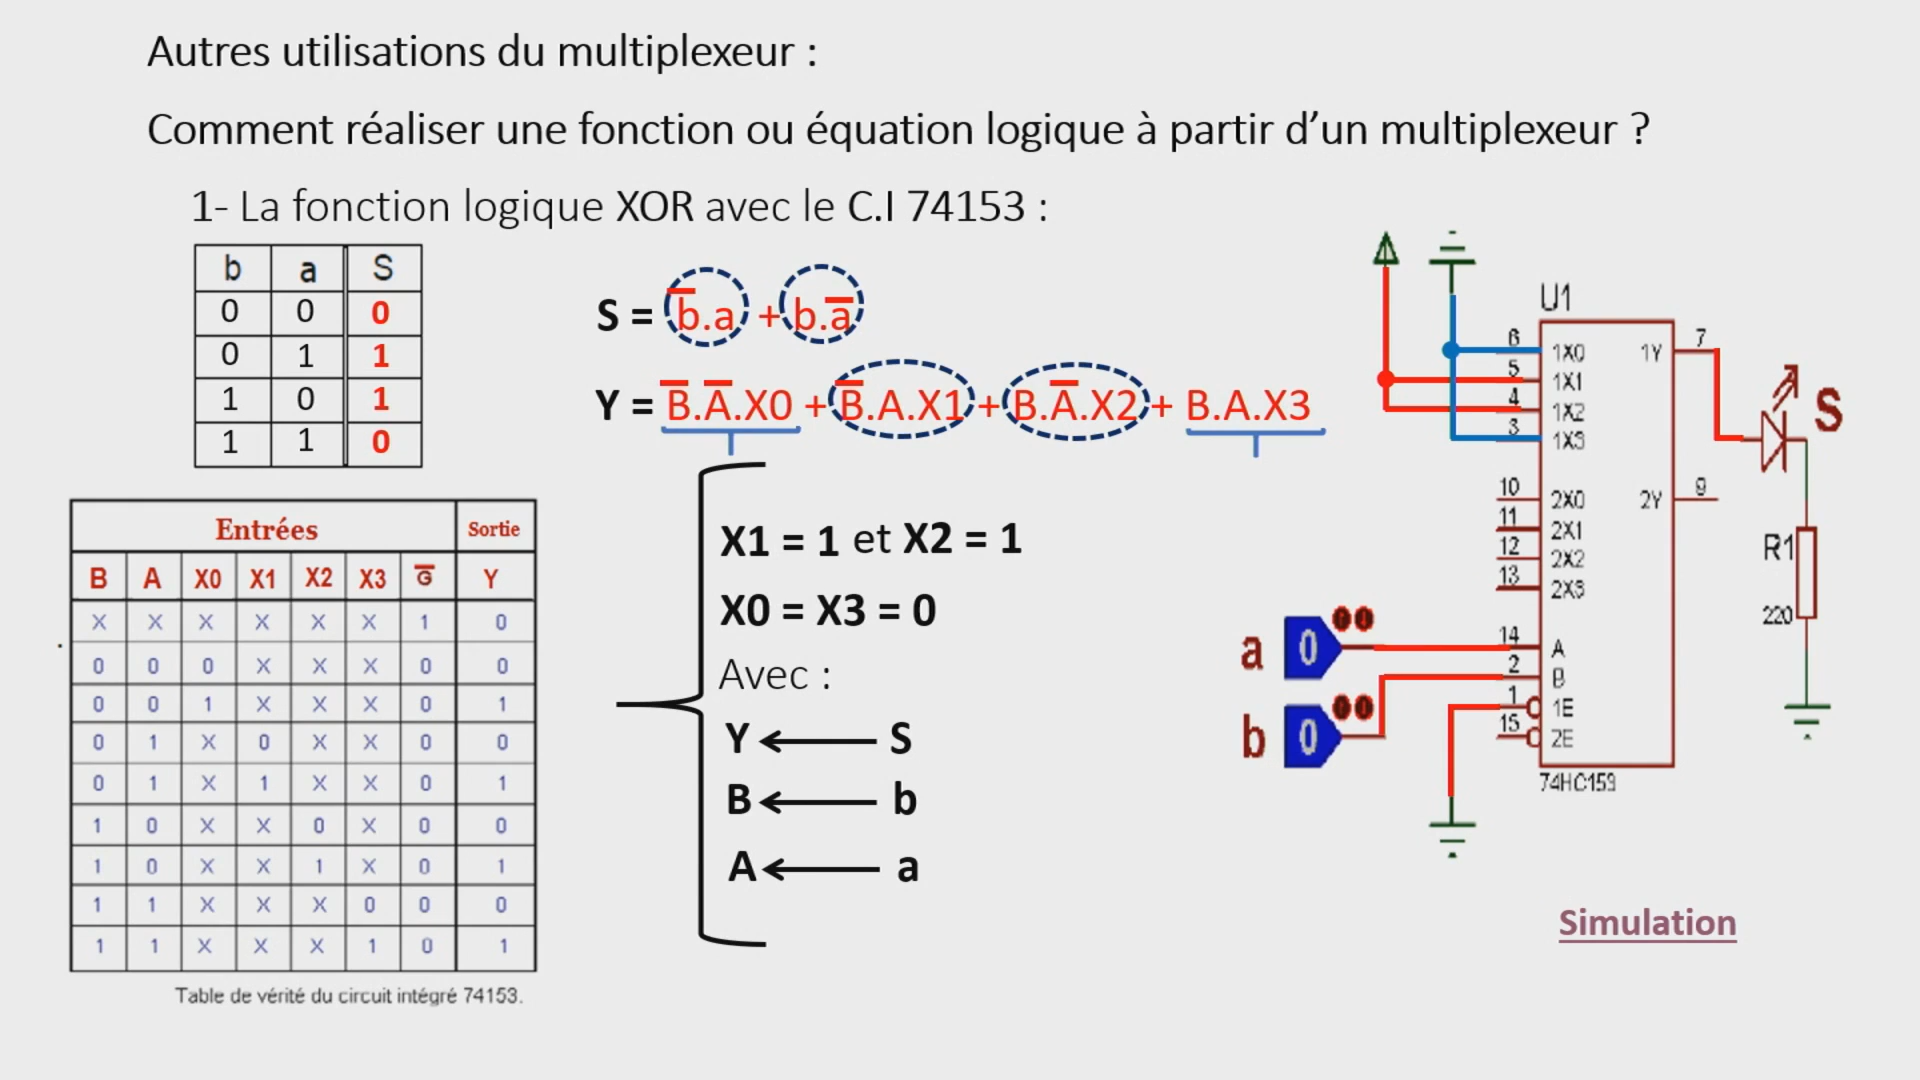 Autres utilisations du multiplexeur :
Comment réaliser une fonction ou équation logique à partir d’un multiplexeur ?
1- La fonction logique XOR avec le C.I 74153 :
b a S
0 0 0
0 1 1
1 0 1
1 1 0
S = b̅.a + b.a̅
Y = B̅.A̅.X0 + B̅.A.X1 + B.A̅.X2 + B.A.X3
Entrées Sortie
B A X0 X1 X2 X3 G̅ Y
X X X X X X 1 0
0 0 0 X X X 0 0
0 0 1 X X X 0 1
0 1 X 0 X X 0 0
0 1 X 1 X X 0 1
1 0 X X 0 X 0 0
1 0 X X 1 X 0 1
1 1 X X X 0 0 0
1 1 X X X 1 0 1
Table de vérité du circuit intégré 74153.
X1 = 1 et X2 = 1
X0 = X3 = 0
Avec :
Y S
B b
A a
U1
6 1X0 1Y 7
5 1X1
4 1X2
3 1X3
10 2X0 2Y 9
11 2X1
12 2X2
13 2X3
14 A
2 B
1 1E
15 2E
74HC153
a 0
b 0
S
R1
220
Simulation